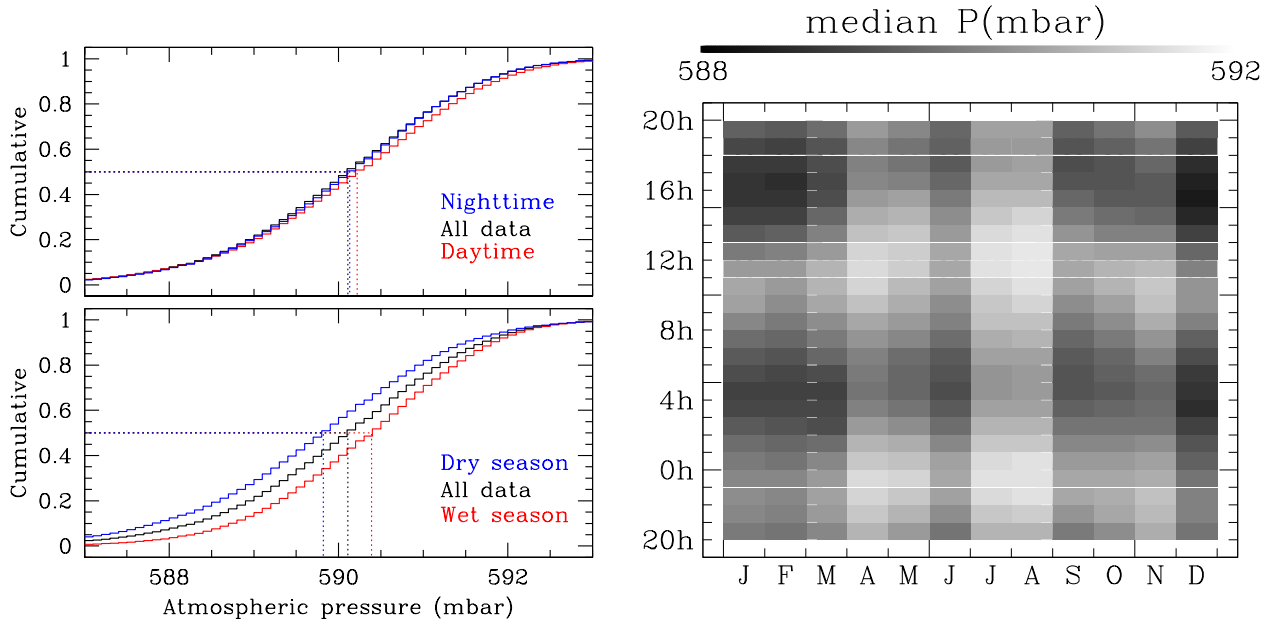 1
0.8
0.6
0.4
0.2
0
Cumulative
Nighttime
All data
Daytime
1
0.8
0.6
0.4
0.2
0
Cumulative
Dry season
All data
Wet season
588 590 592
Atmospheric pressure (mbar)
median P(mbar)
588 592
20h
16h
12h
8h
4h
0h
20h
J F M A M J J A S O N D